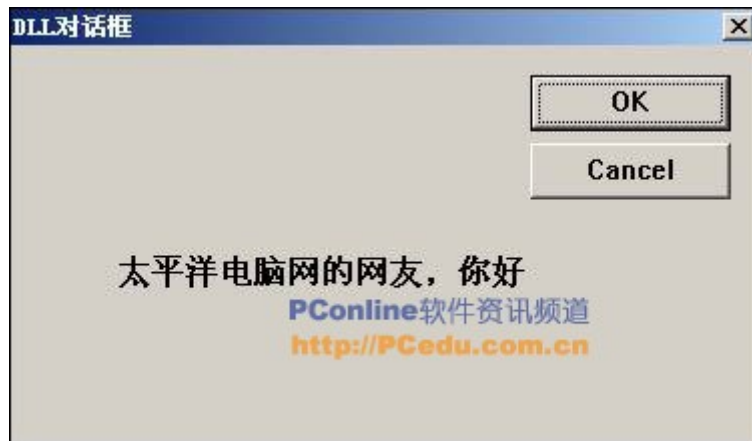 DLL对话框
OK
Cancel
太平洋电脑网的网友，你好
PConline软件资讯频道
http://PCedu.com.cn